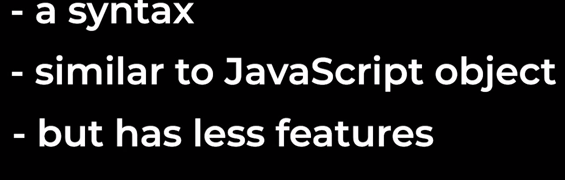 - a syntax
- similar to JavaScript object
- but has less features